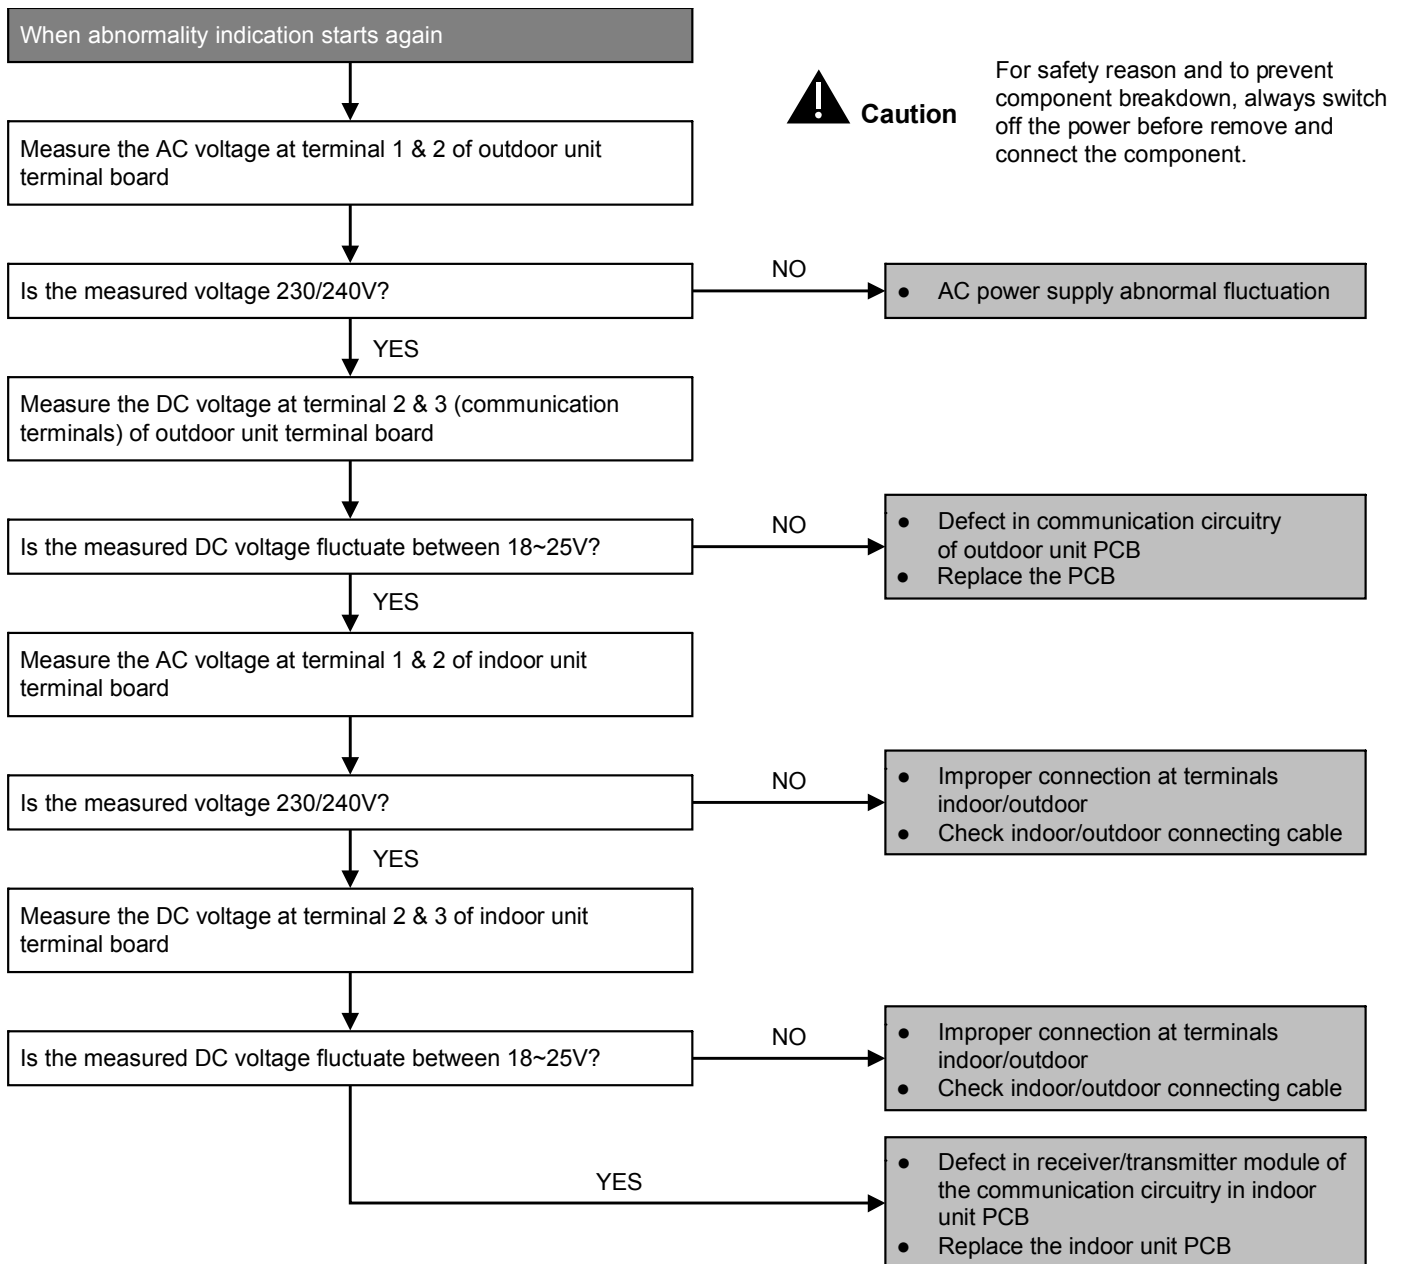 When abnormality indication starts again
Caution
For safety reason and to prevent
component breakdown, always switch
off the power before remove and
connect the component.
Measure the AC voltage at terminal 1 & 2 of outdoor unit
terminal board
Is the measured voltage 230/240V?
NO
● AC power supply abnormal fluctuation
YES
Measure the DC voltage at terminal 2 & 3 (communication
terminals) of outdoor unit terminal board
Is the measured DC voltage fluctuate between 18~25V?
NO
● Defect in communication circuitry
of outdoor unit PCB
● Replace the PCB
YES
Measure the AC voltage at terminal 1 & 2 of indoor unit
terminal board
Is the measured voltage 230/240V?
NO
● Improper connection at terminals
indoor/outdoor
● Check indoor/outdoor connecting cable
YES
Measure the DC voltage at terminal 2 & 3 of indoor unit
terminal board
Is the measured DC voltage fluctuate between 18~25V?
NO
● Improper connection at terminals
indoor/outdoor
● Check indoor/outdoor connecting cable
YES
● Defect in receiver/transmitter module of
the communication circuitry in indoor
unit PCB
● Replace the indoor unit PCB